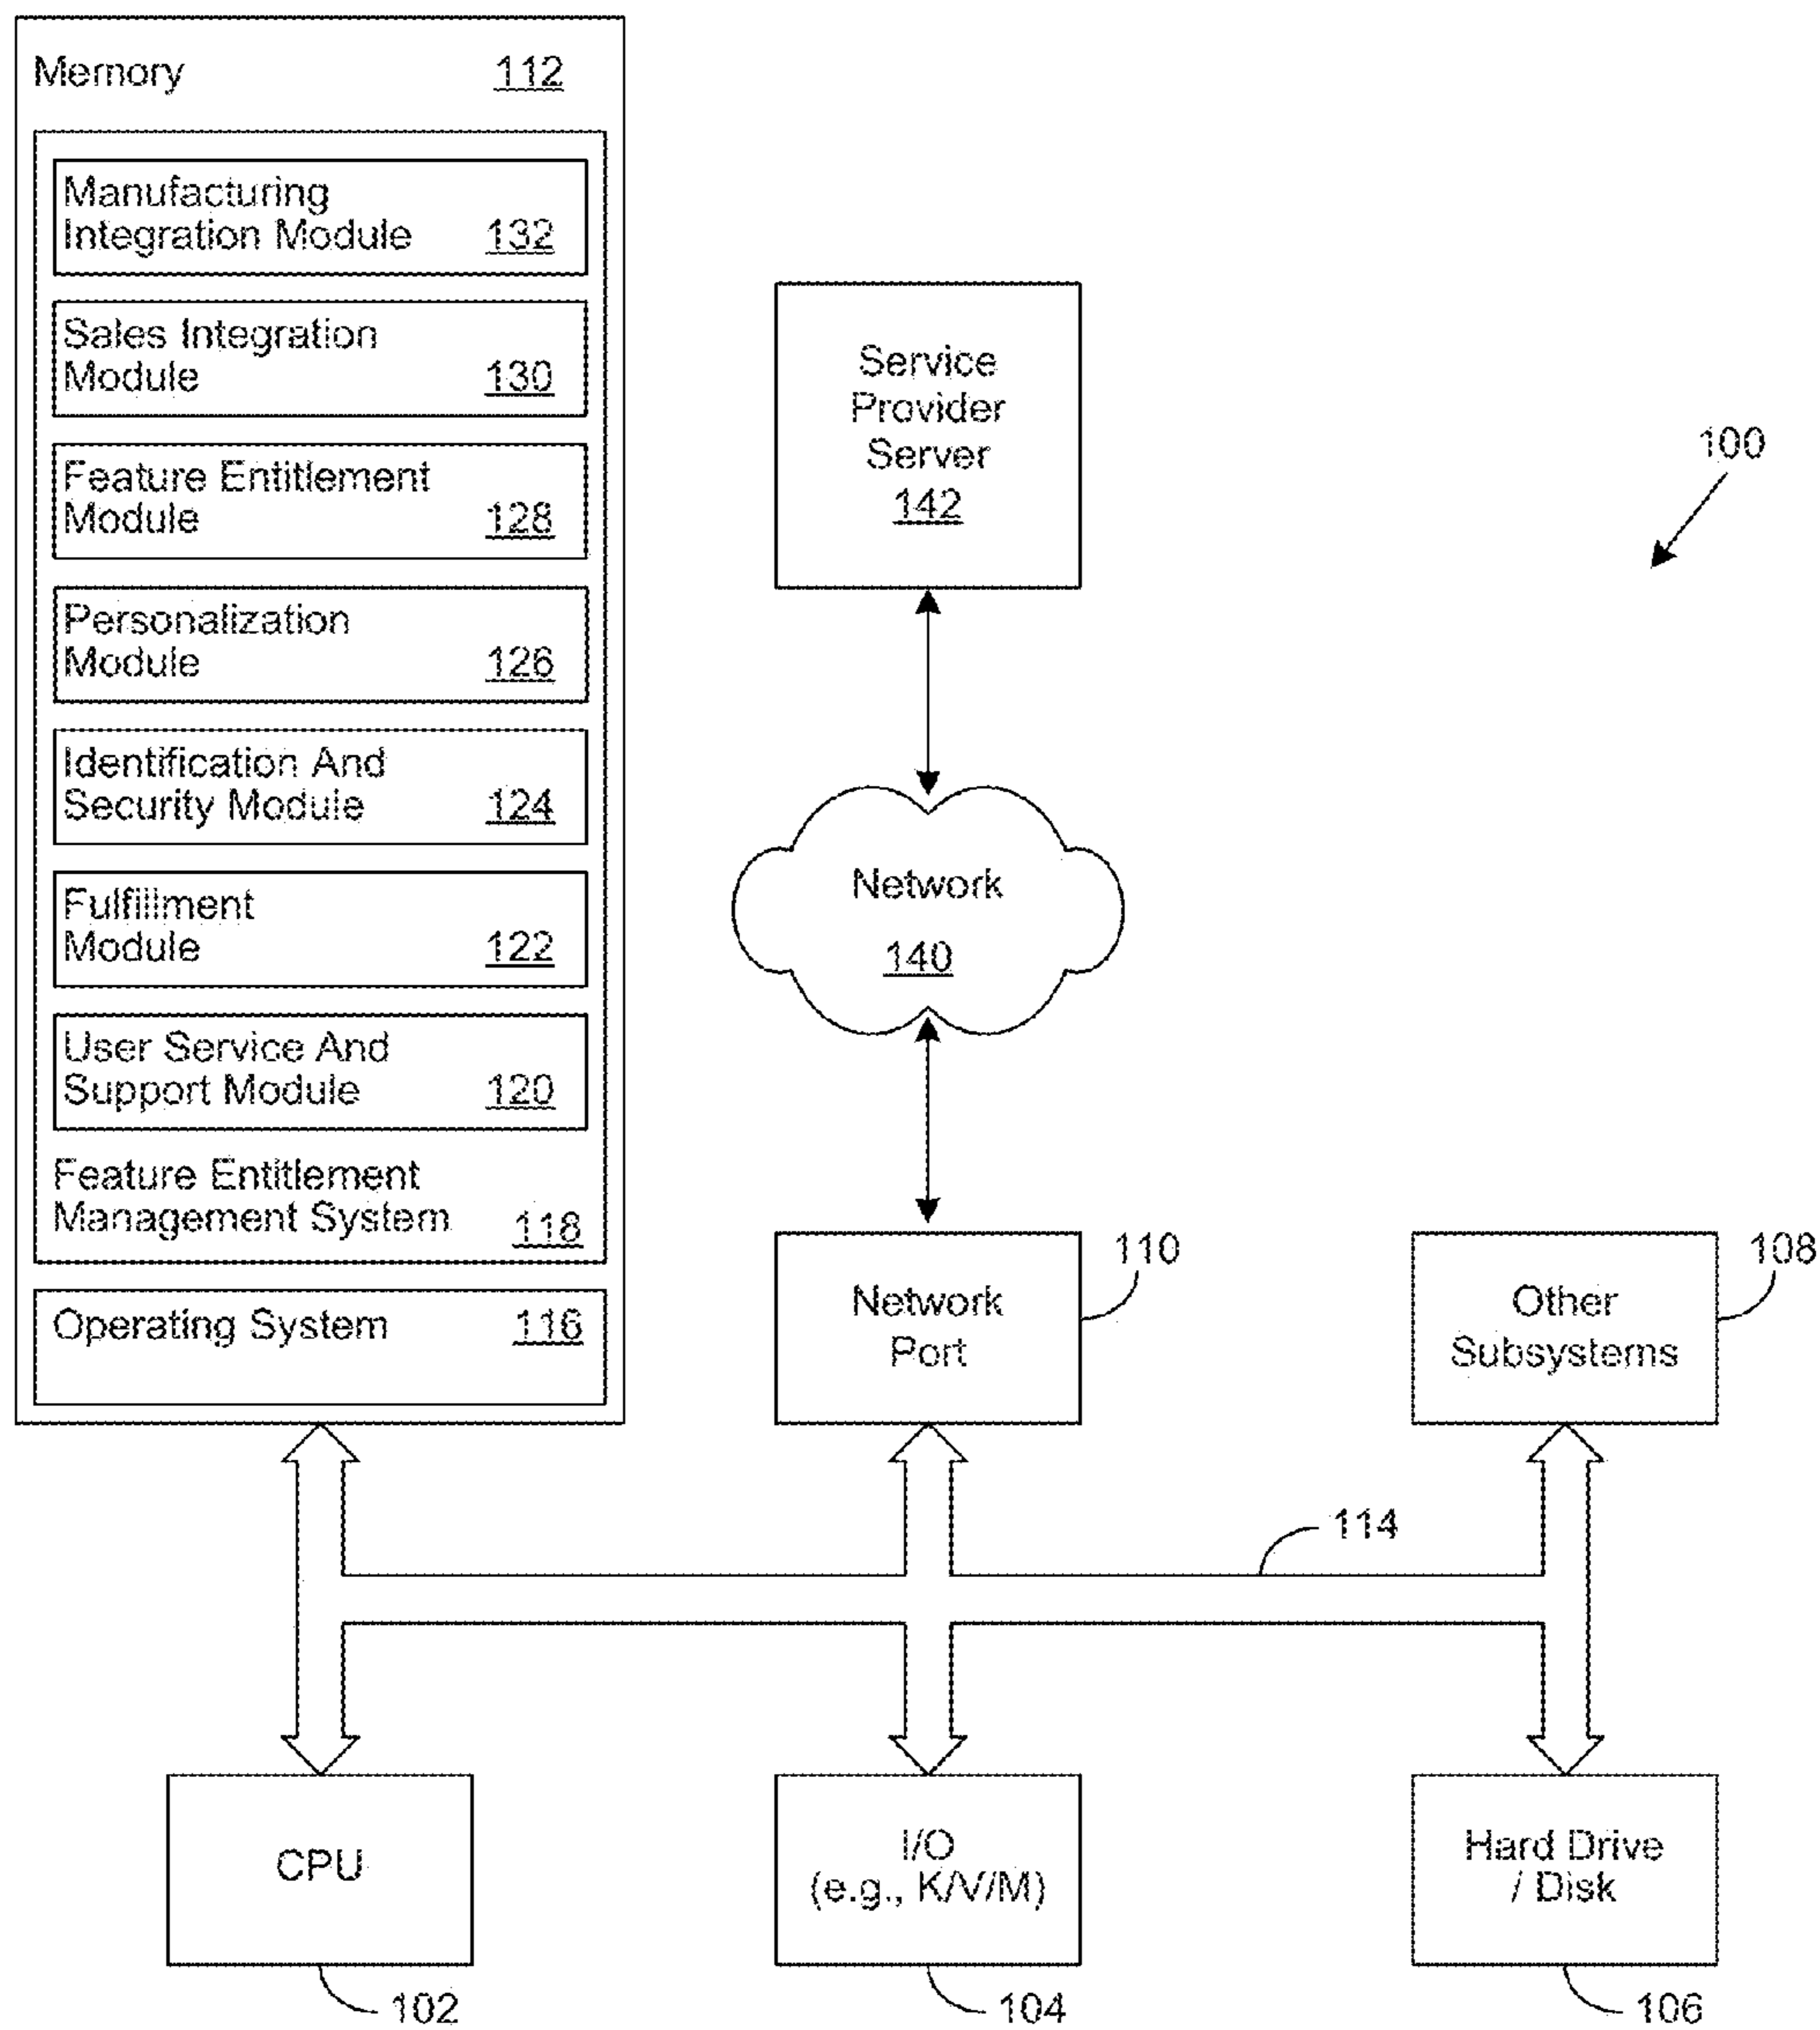 Memory 112
Manufacturing
Integration Module 132
Sales Integration
Module 130
Feature Entitlement
Module 128
Personalization
Module 126
Identification And
Security Module 124
Fulfillment
Module 122
User Service And
Support Module 120
Feature Entitlement
Management System 118
Operating System 116
Service
Provider
Server
142
100
Network
140
Network
Port
110
Other
Subsystems
108
114
CPU
102
I/O
(e.g., K/V/M)
104
Hard Drive
/ Disk
106